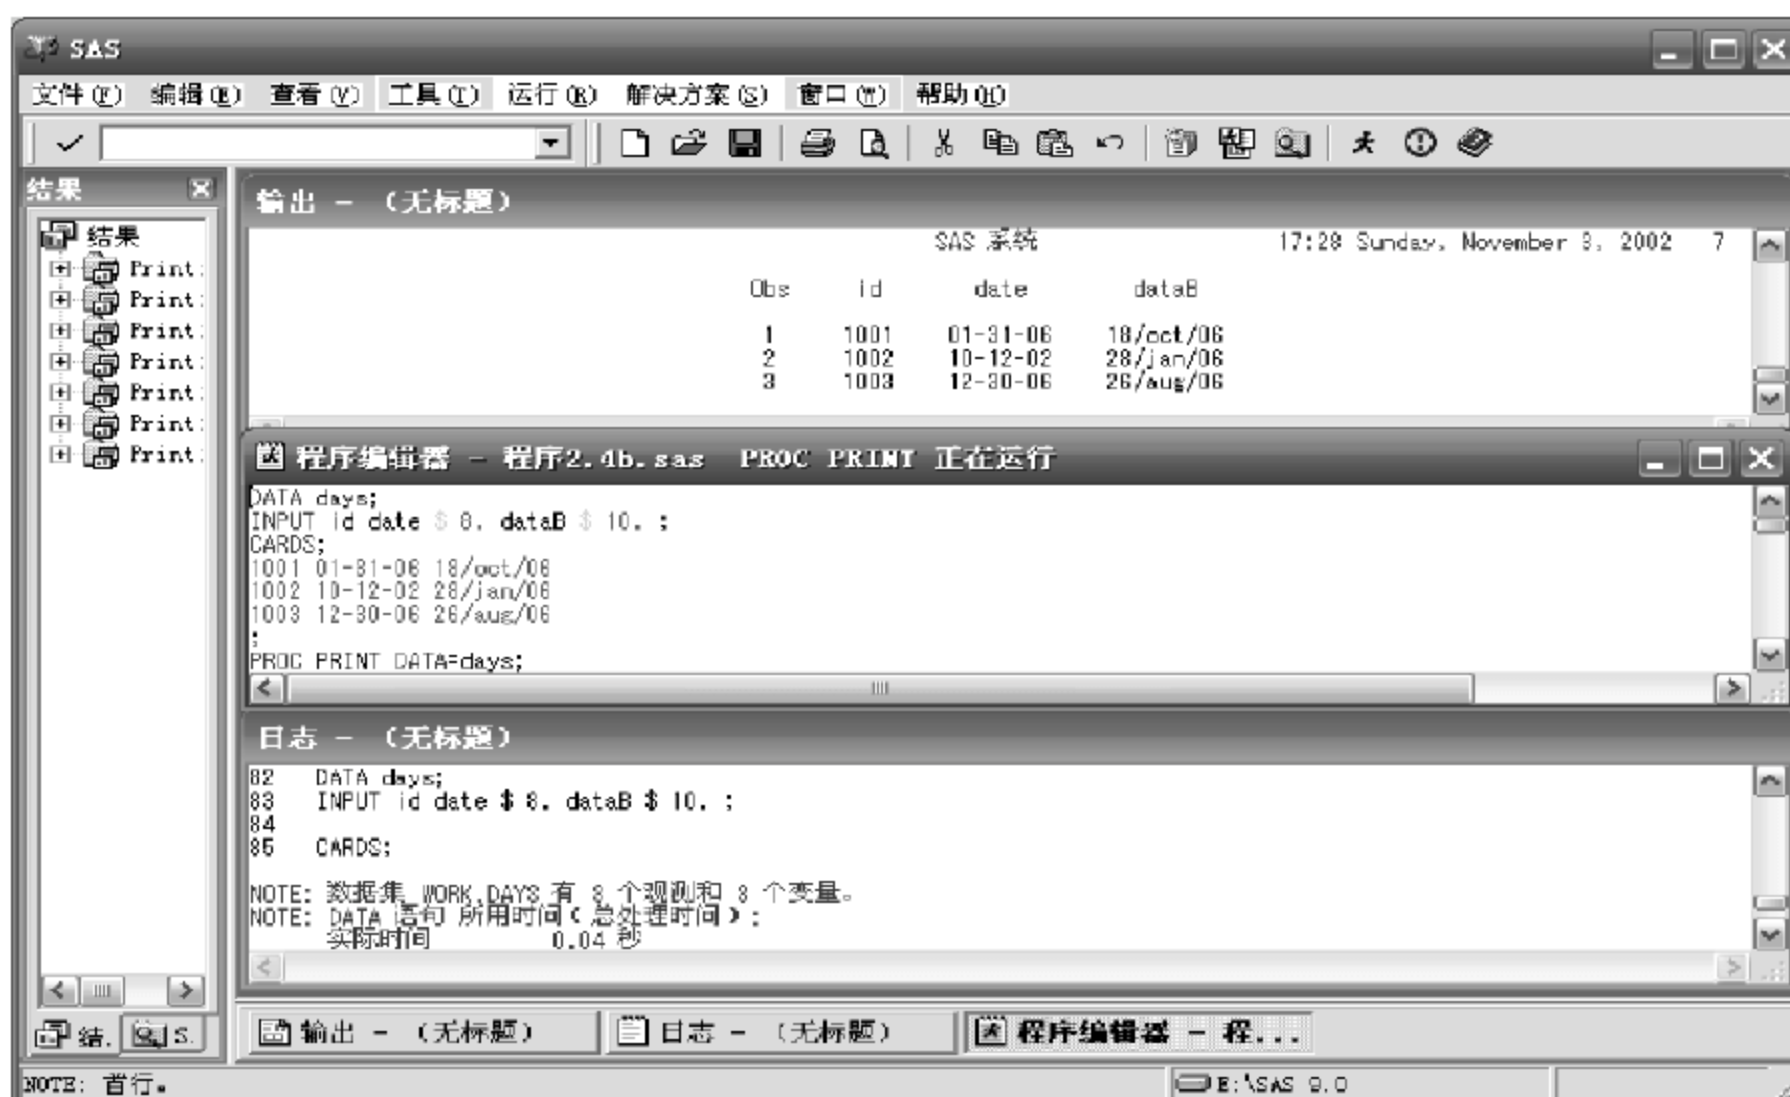 SAS
文件(F) 编辑(E) 查看(V) 工具(T) 运行(R) 解决方案(S) 窗口(W) 帮助(H)
结果
结果
Print:
Print:
Print:
Print:
Print:
Print:
Print:
输出 - (无标题)
SAS 系统 17:28 Sunday, November 3, 2002 7
Obs id date dataB
1 1001 01-31-06 18/oct/06
2 1002 10-12-02 28/jan/06
3 1003 12-30-06 26/aug/06
程序编辑器 - 程序2.4b.sas PROC PRINT 正在运行
DATA days;
INPUT id date $ 8. dataB $ 10. ;
CARDS;
1001 01-31-06 18/oct/06
1002 10-12-02 28/jan/06
1003 12-30-06 26/aug/06
;
PROC PRINT DATA=days;
日志 - (无标题)
82 DATA days;
83 INPUT id date $ 8. dataB $ 10. ;
84
85 CARDS;
NOTE: 数据集 WORK.DAYS 有 3 个观测和 3 个变量。
NOTE: DATA 语句 所用时间(总处理时间):
实际时间 0.04 秒
结. S.
输出 - (无标题) 日志 - (无标题) 程序编辑器 - 程...
NOTE: 首行。 E:\SAS 9.0